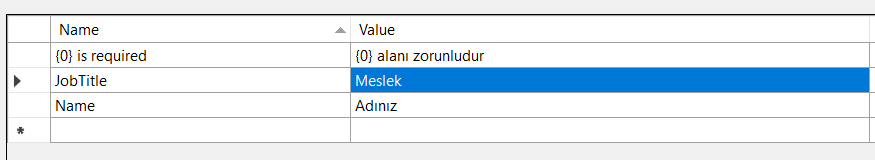 Name Value
{0} is required {0} alanı zorunludur
JobTitle Meslek
Name Adınız
*